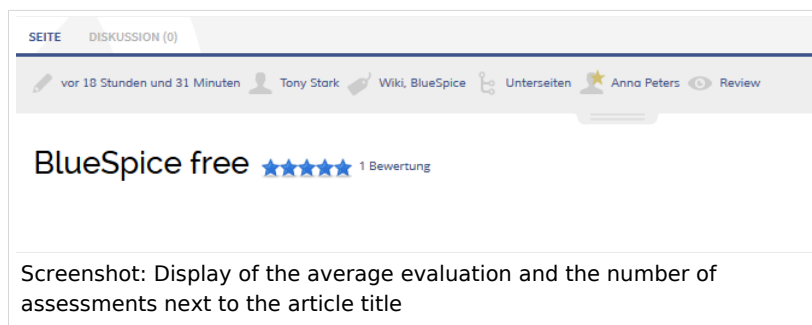 SEITE DISKUSSION (0)
vor 18 Stunden und 31 Minuten Tony Stark Wiki, BlueSpice Unterseiten Anna Peters Review
BlueSpice free 1 Bewertung
Screenshot: Display of the average evaluation and the number of
assessments next to the article title